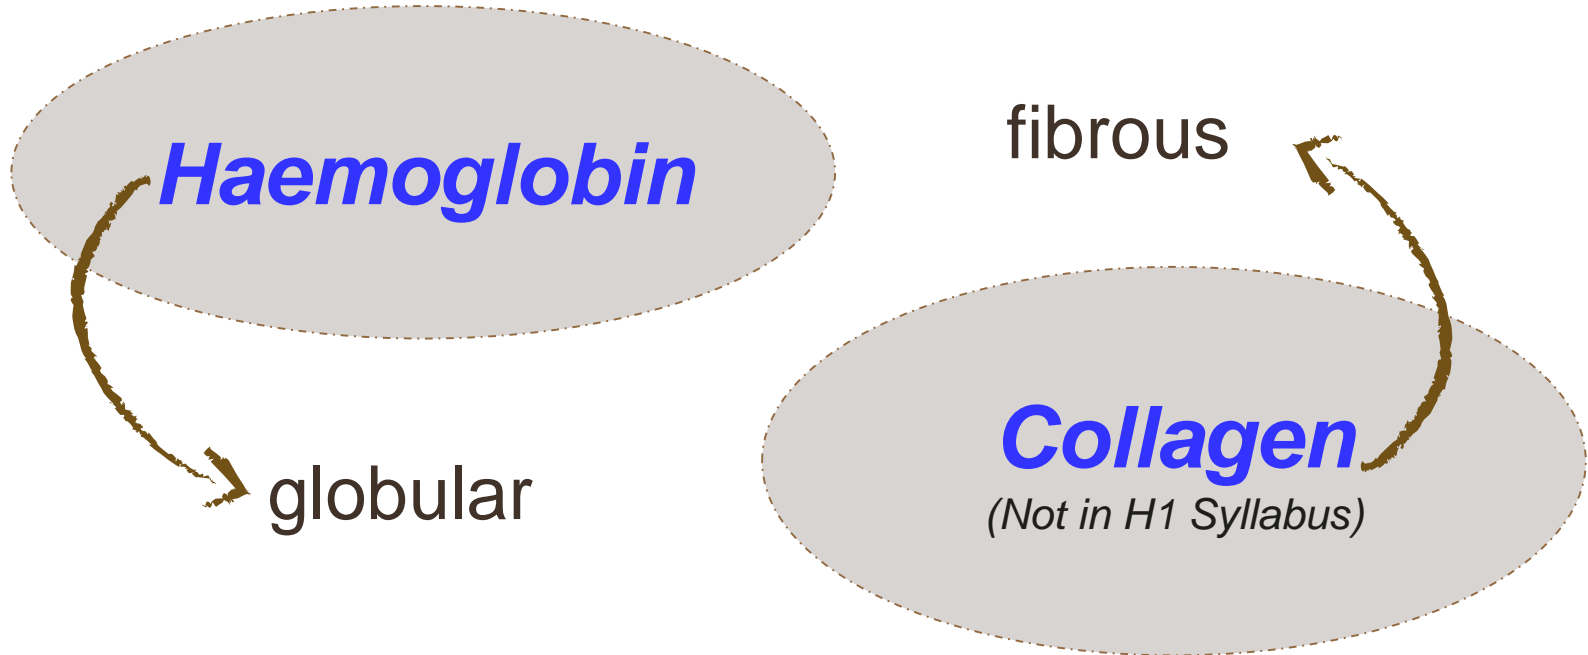 Haemoglobin
globular
fibrous
Collagen
(Not in H1 Syllabus)